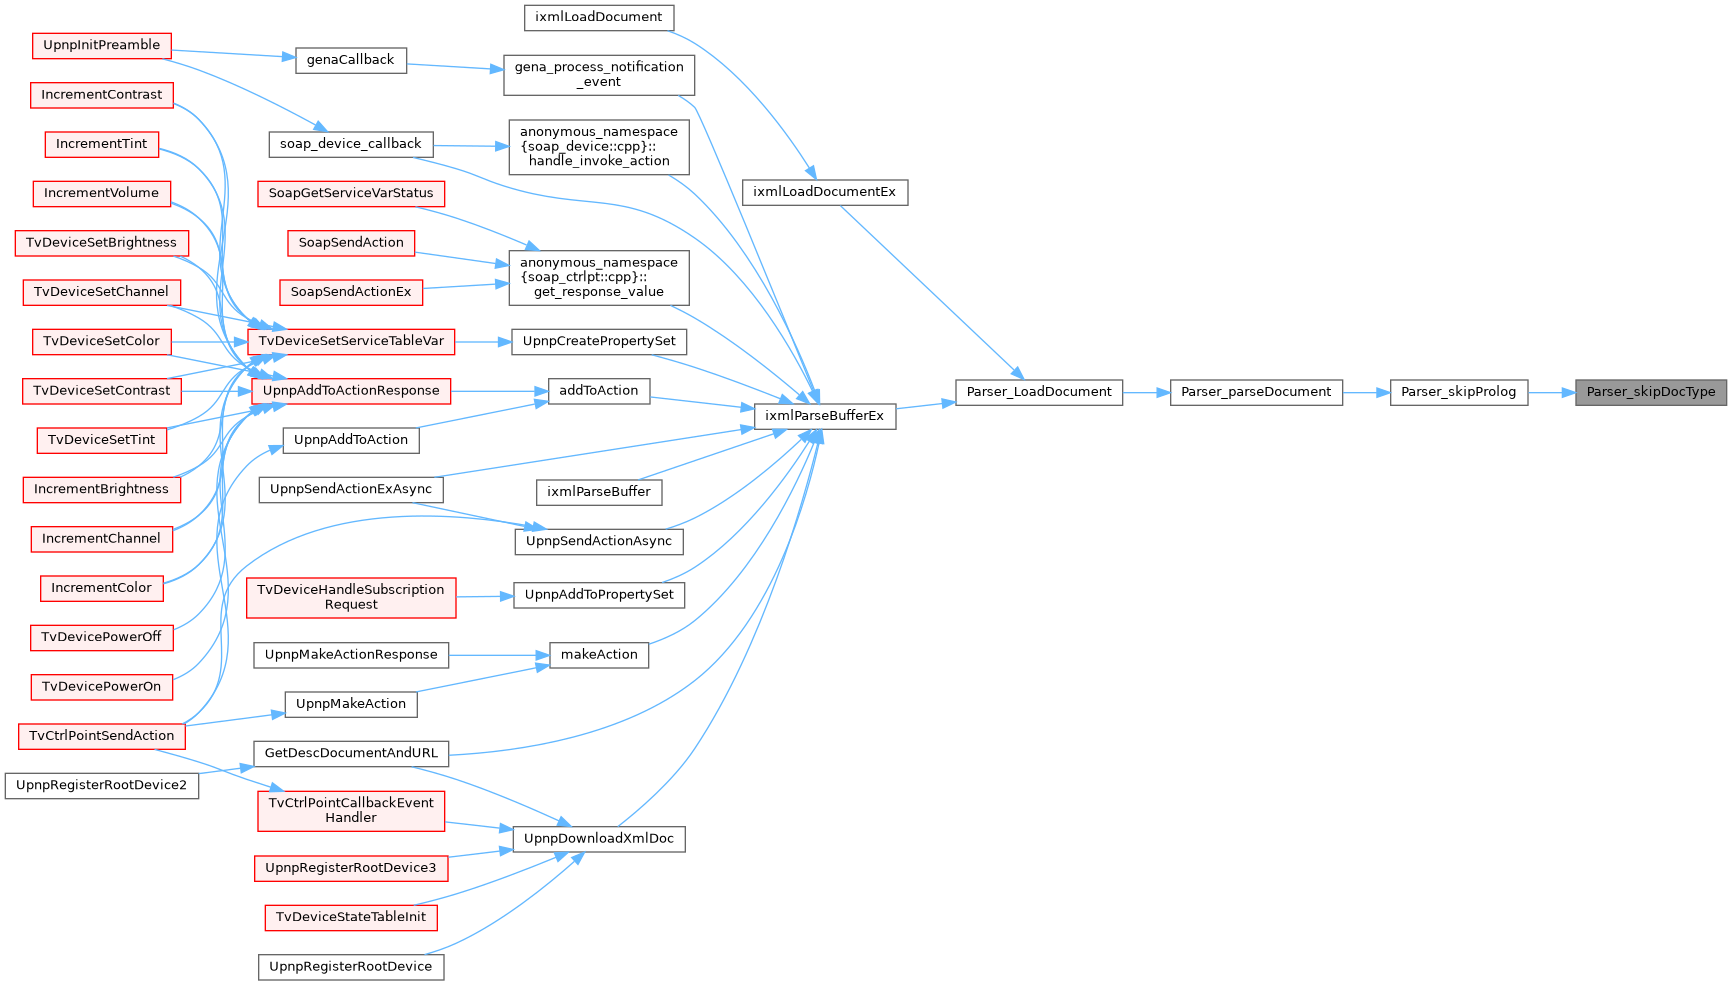 UpnpInitPreamble
IncrementContrast
IncrementTint
IncrementVolume
TvDeviceSetBrightness
TvDeviceSetChannel
TvDeviceSetColor
TvDeviceSetContrast
TvDeviceSetTint
IncrementBrightness
IncrementChannel
IncrementColor
TvDevicePowerOff
TvDevicePowerOn
TvCtrlPointSendAction
UpnpRegisterRootDevice2
genaCallback
soap_device_callback
SoapGetServiceVarStatus
SoapSendAction
SoapSendActionEx
TvDeviceSetServiceTableVar
UpnpAddToActionResponse
UpnpAddToAction
UpnpSendActionExAsync
TvDeviceHandleSubscription
Request
UpnpMakeActionResponse
UpnpMakeAction
GetDescDocumentAndURL
TvCtrlPointCallbackEvent
Handler
UpnpRegisterRootDevice3
TvDeviceStateTableInit
UpnpRegisterRootDevice
ixmlLoadDocument
gena_process_notification
_event
anonymous_namespace
{soap_device::cpp}::
handle_invoke_action
anonymous_namespace
{soap_ctrlpt::cpp}::
get_response_value
UpnpCreatePropertySet
addToAction
ixmlParseBuffer
UpnpSendActionAsync
UpnpAddToPropertySet
makeAction
UpnpDownloadXmlDoc
ixmlLoadDocumentEx
ixmlParseBufferEx
Parser_LoadDocument
Parser_parseDocument
Parser_skipProlog
Parser_skipDocType